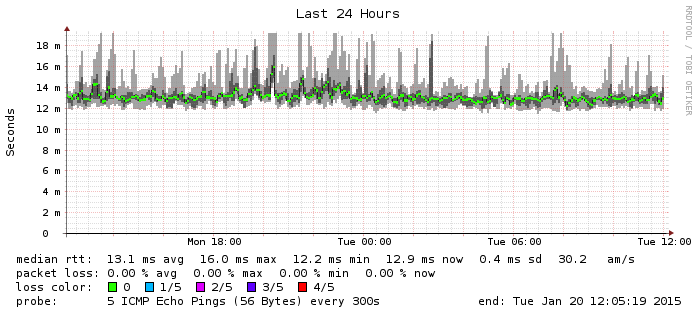 Last 24 Hours
RRDTOOL / TOBI OETIKER
Seconds
18 m
16 m
14 m
12 m
10 m
8 m
6 m
4 m
2 m
0
Mon 18:00 Tue 00:00 Tue 06:00 Tue 12:00
median rtt: 13.1 ms avg 16.0 ms max 12.2 ms min 12.9 ms now 0.4 ms sd 30.2 am/s
packet loss: 0.00 % avg 0.00 % max 0.00 % min 0.00 % now
loss color: 0 1/5 2/5 3/5 4/5
probe: 5 ICMP Echo Pings (56 Bytes) every 300s end: Tue Jan 20 12:05:19 2015